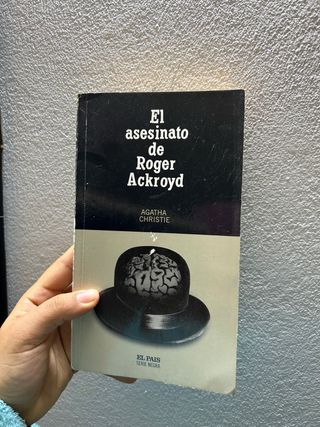 El
asesinato
de
Roger
Ackroyd
AGATHA
CHRISTIE
EL PAIS
SERIE NEGRA